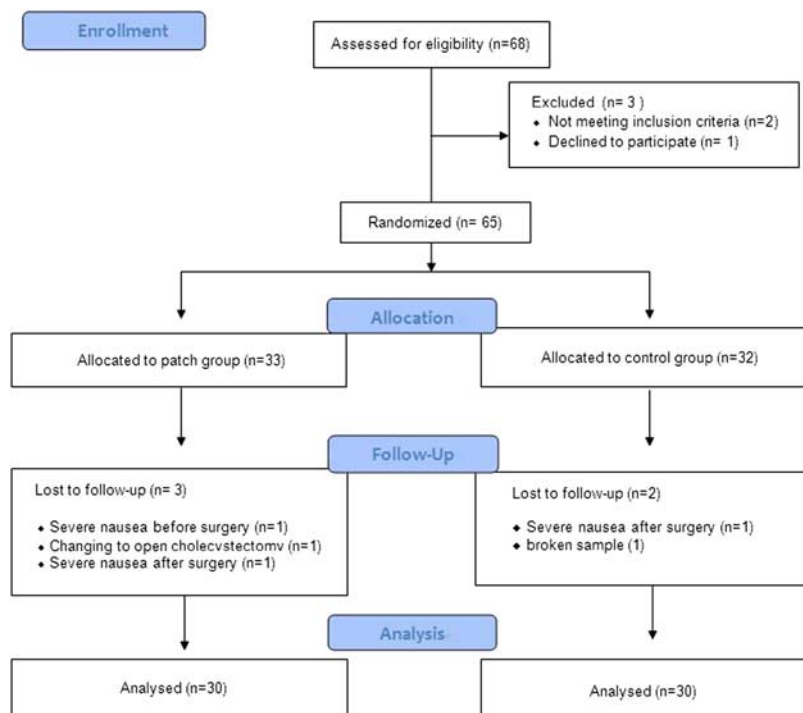 Enrollment
Assessed for eligibility (n=68)
Excluded (n= 3 )
◆ Not meeting inclusion criteria (n=2)
◆ Declined to participate (n= 1)
Randomized (n= 65)
Allocation
Allocated to patch group (n=33)
Allocated to control group (n=32)
Follow-Up
Lost to follow-up (n= 3)
◆ Severe nausea before surgery (n=1)
◆ Changing to open cholecvstectomv (n=1)
◆ Severe nausea after surgery (n=1)
Lost to follow-up (n=2)
◆ Severe nausea after surgery (n=1)
◆ broken sample (1)
Analysis
Analysed (n=30)
Analysed (n=30)